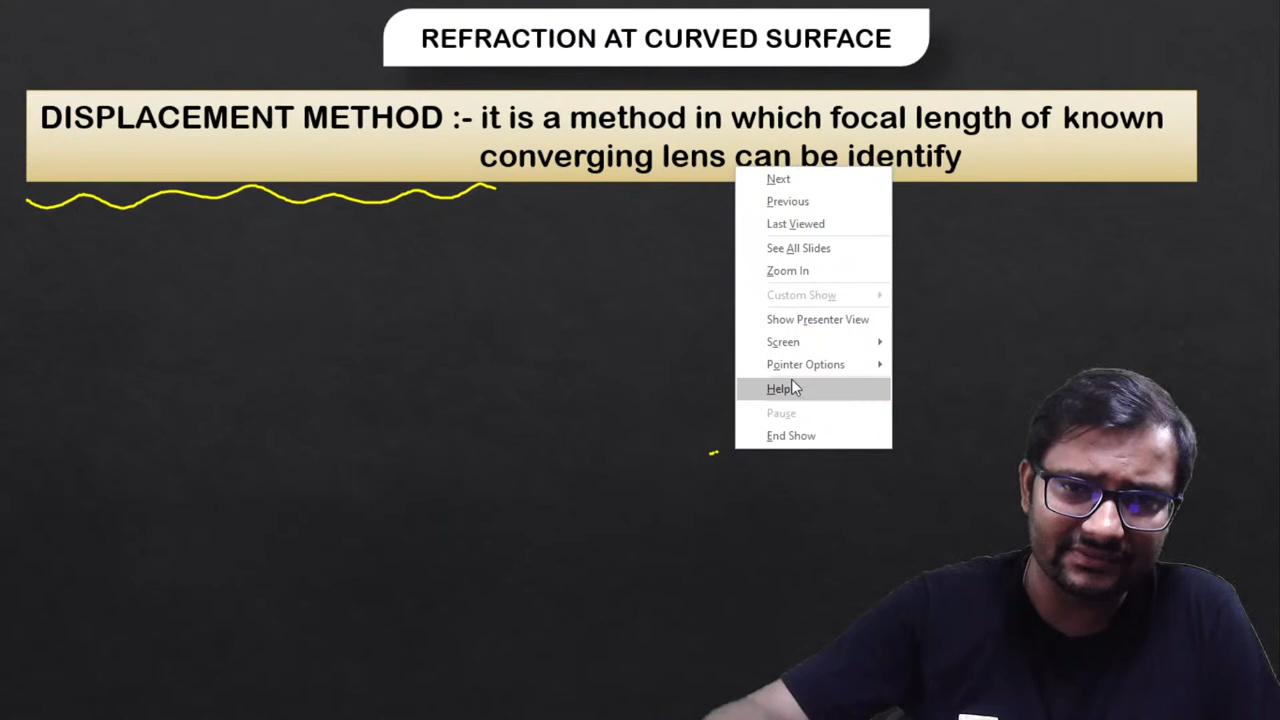 REFRACTION AT CURVED SURFACE
DISPLACEMENT METHOD :- it is a method in which focal length of known
converging lens can be identify
Next
Previous
Last Viewed
See All Slides
Zoom In
Custom Show
Show Presenter View
Screen
Pointer Options
Help
Pause
End Show